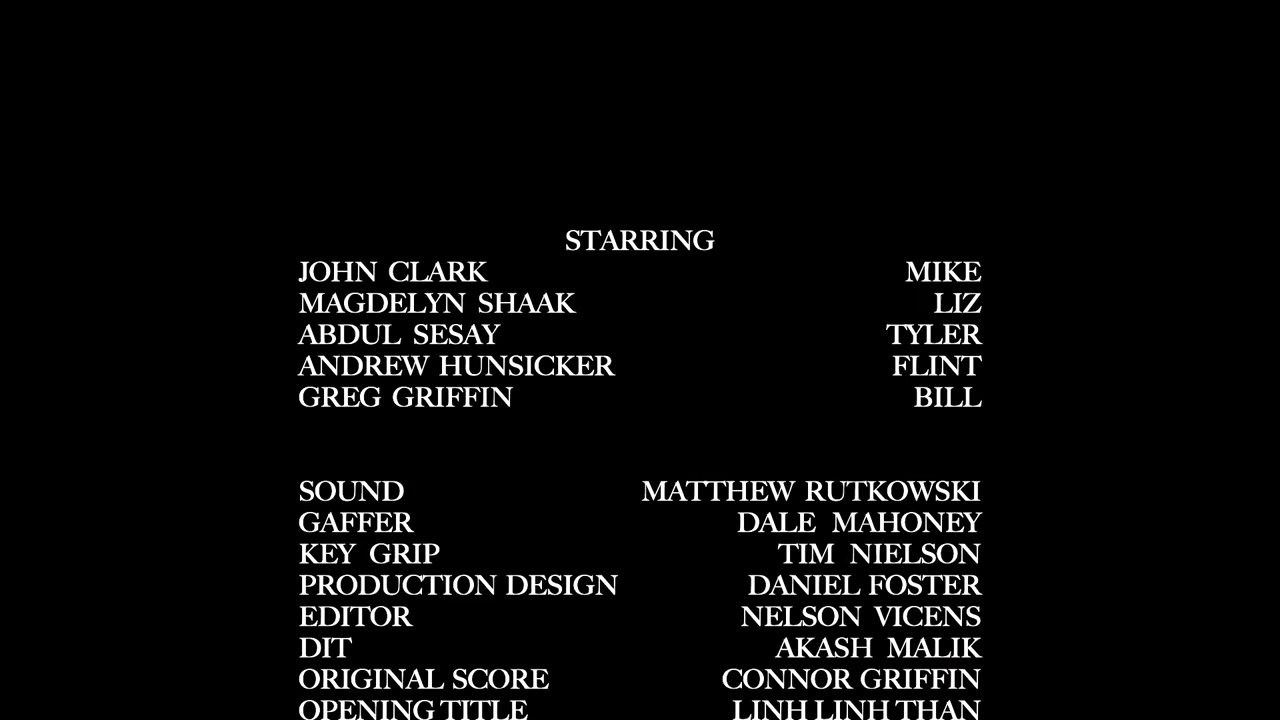 STARRING
JOHN CLARK MIKE
MAGDELYN SHAAK LIZ
ABDUL SESAY TYLER
ANDREW HUNSICKER FLINT
GREG GRIFFIN BILL
SOUND MATTHEW RUTKOWSKI
GAFFER DALE MAHONEY
KEY GRIP TIM NIELSON
PRODUCTION DESIGN DANIEL FOSTER
EDITOR NELSON VICENS
DIT AKASH MALIK
ORIGINAL SCORE CONNOR GRIFFIN
OPENING TITLE LINH LINH THAN